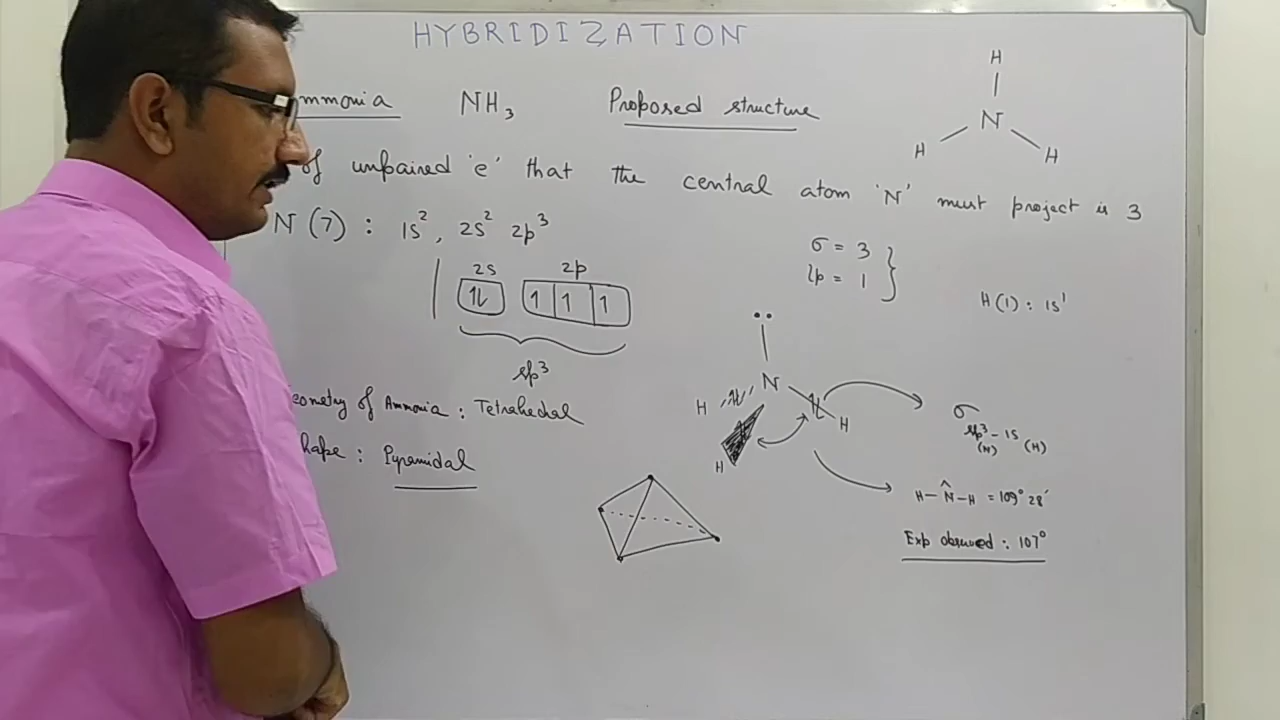 HYBRIDIZATION
mmonia NH₃ Proposed structure
H
N
H H
of unpaired 'e' that the central atom 'N' must project is 3
N (7) : 1s², 2s² 2p³
σ = 3
lp = 1
H(1) : 1s¹
2s 2p
1l 1 1 1
sp³
N
H H
H
σ
sp³ - 1s
(N) (H)
eometry of Ammonia : Tetrahedal
hape : Pyramidal
H-N̂-H = 109° 28'
Exp observed : 107°